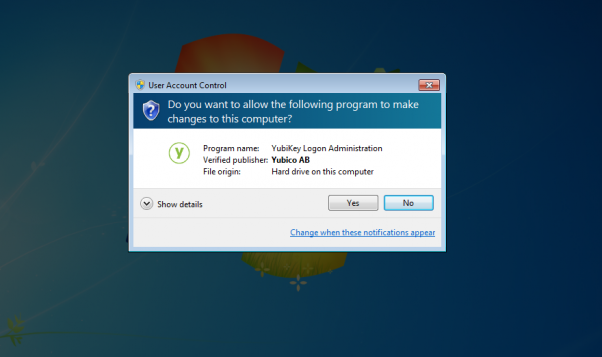 User Account Control
Do you want to allow the following program to make
changes to this computer?
y
Program name: YubiKey Logon Administration
Verified publisher: Yubico AB
File origin: Hard drive on this computer
Show details
Yes
No
Change when these notifications appear